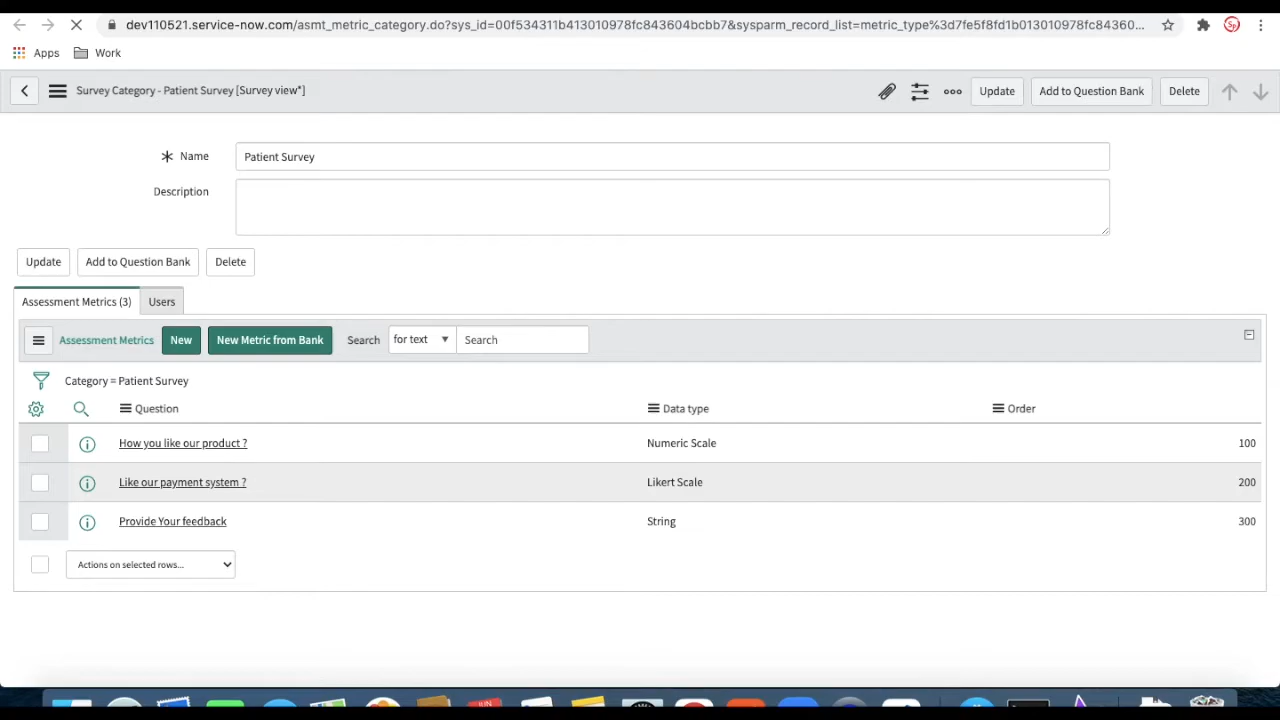 dev110521.service-now.com/asmt_metric_category.do?sys_id=00f534311b413010978fc843604bcbb7&sysparm_record_list=metric_type%3d7fe5f8fd1b013010978fc84360...
Apps Work
Survey Category - Patient Survey [Survey view*] Update Add to Question Bank Delete
Name Patient Survey
Description
Update Add to Question Bank Delete
Assessment Metrics (3) Users
Assessment Metrics New New Metric from Bank Search for text Search
Category = Patient Survey
Question Data type Order
How you like our product ? Numeric Scale 100
Like our payment system ? Likert Scale 200
Provide Your feedback String 300
Actions on selected rows...